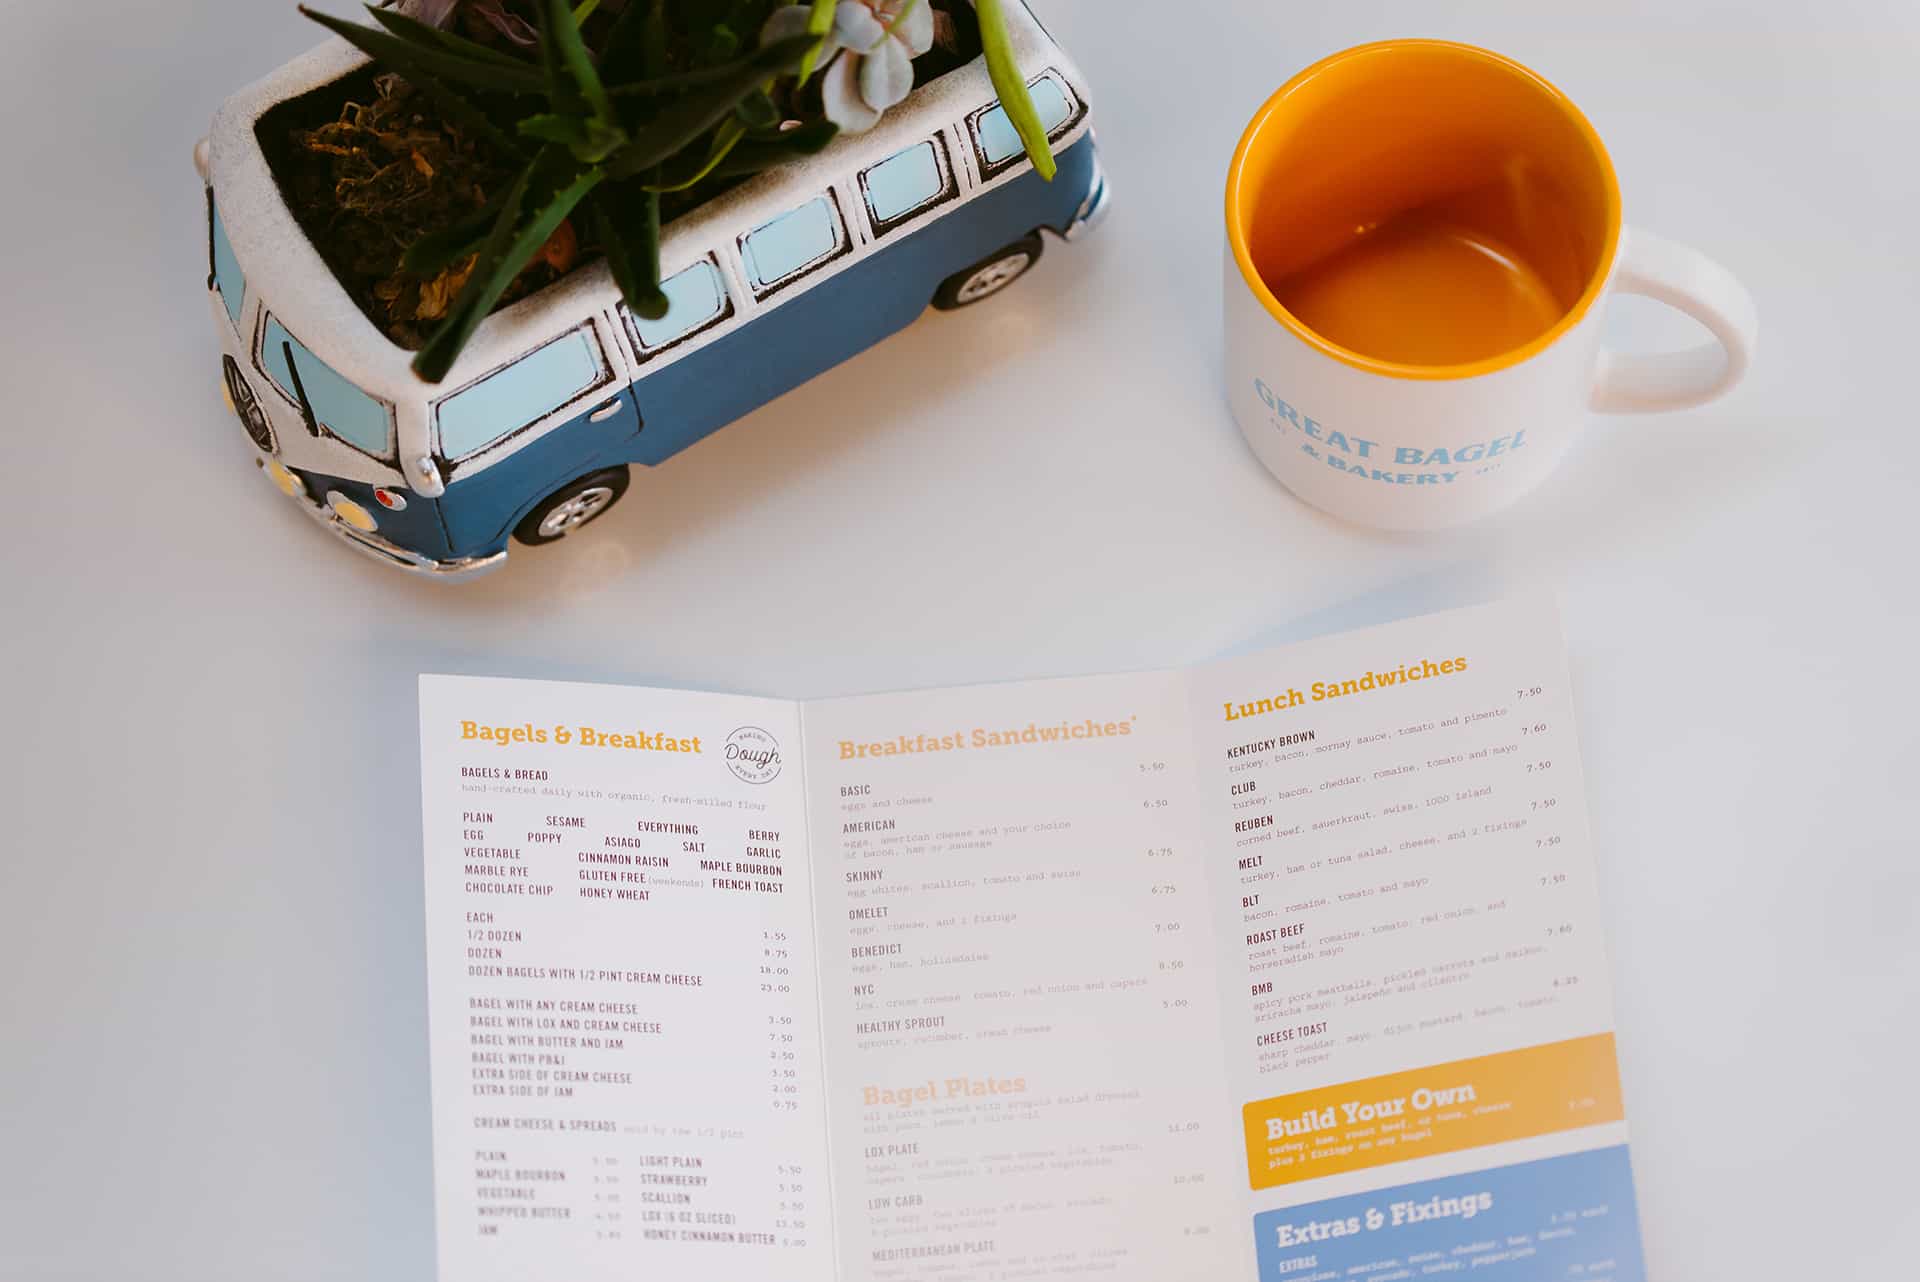 GREAT BAGEL
& BAKERY
Bagels & Breakfast
MAKING
Dough
EVERY DAY
BAGELS & BREAD
hand-crafted daily with organic, fresh-milled flour
PLAIN SESAME EVERYTHING BERRY
EGG POPPY ASIAGO SALT GARLIC
VEGETABLE CINNAMON RAISIN MAPLE BOURBON
MARBLE RYE GLUTEN FREE (weekends) FRENCH TOAST
CHOCOLATE CHIP HONEY WHEAT
EACH 1.55
1/2 DOZEN 8.75
DOZEN 18.00
DOZEN BAGELS WITH 1/2 PINT CREAM CHEESE 23.00
BAGEL WITH ANY CREAM CHEESE 3.50
BAGEL WITH LOX AND CREAM CHEESE 7.50
BAGEL WITH BUTTER AND JAM 2.50
BAGEL WITH PB&J 3.50
EXTRA SIDE OF CREAM CHEESE 2.00
EXTRA SIDE OF JAM 0.75
CREAM CHEESE & SPREADS sold by the 1/2 pint
PLAIN LIGHT PLAIN 5.50
MAPLE BOURBON STRAWBERRY 5.50
VEGETABLE SCALLION 5.50
WHIPPED BUTTER LOX (6 OZ SLICED) 13.50
JAM HONEY CINNAMON BUTTER 5.00
Breakfast Sandwiches*
BASIC 5.50
eggs and cheese
AMERICAN 6.50
eggs, american cheese and your choice
of bacon, ham or sausage
SKINNY 6.75
egg whites, scallion, tomato and swiss
OMELET 6.75
eggs, cheese, and 2 fixings
BENEDICT 7.00
eggs, ham, hollandaise
NYC 8.50
lox, cream cheese, tomato, red onion and capers
HEALTHY SPROUT 5.00
sprouts, cucumber, cream cheese
Bagel Plates
all plates served with arugula salad dressed
with parm, lemon & olive oil
LOX PLATE 11.00
bagel, red onion, cream cheese, lox, tomato,
capers, cucumber, & pickled vegetables
LOW CARB 10.00
two eggs, two slices of bacon, avocado,
& pickled vegetables
MEDITERRANEAN PLATE 9.00
Lunch Sandwiches
KENTUCKY BROWN 7.50
turkey, bacon, mornay sauce, tomato and pimento
CLUB 7.60
turkey, bacon, cheddar, romaine, tomato and mayo
REUBEN 7.50
corned beef, sauerkraut, swiss, 1000 island
MELT 7.50
turkey, ham or tuna salad, cheese, and 2 fixings
BLT 7.50
bacon, romaine, tomato and mayo
ROAST BEEF 7.50
roast beef, romaine, tomato, red onion, and
horseradish mayo
BMB 7.60
spicy pork meatballs, pickled carrots and daikon,
sriracha mayo, jalapeño and cilantro
CHEESE TOAST 6.25
sharp cheddar, mayo, dijon mustard, bacon, tomato,
black pepper
Build Your Own
turkey, ham, roast beef, or tuna, cheese
plus 2 fixings on any bagel
Extras & Fixings
EXTRAS
american, swiss, cheddar, ham, bacon,
avocado, turkey, pepperjack